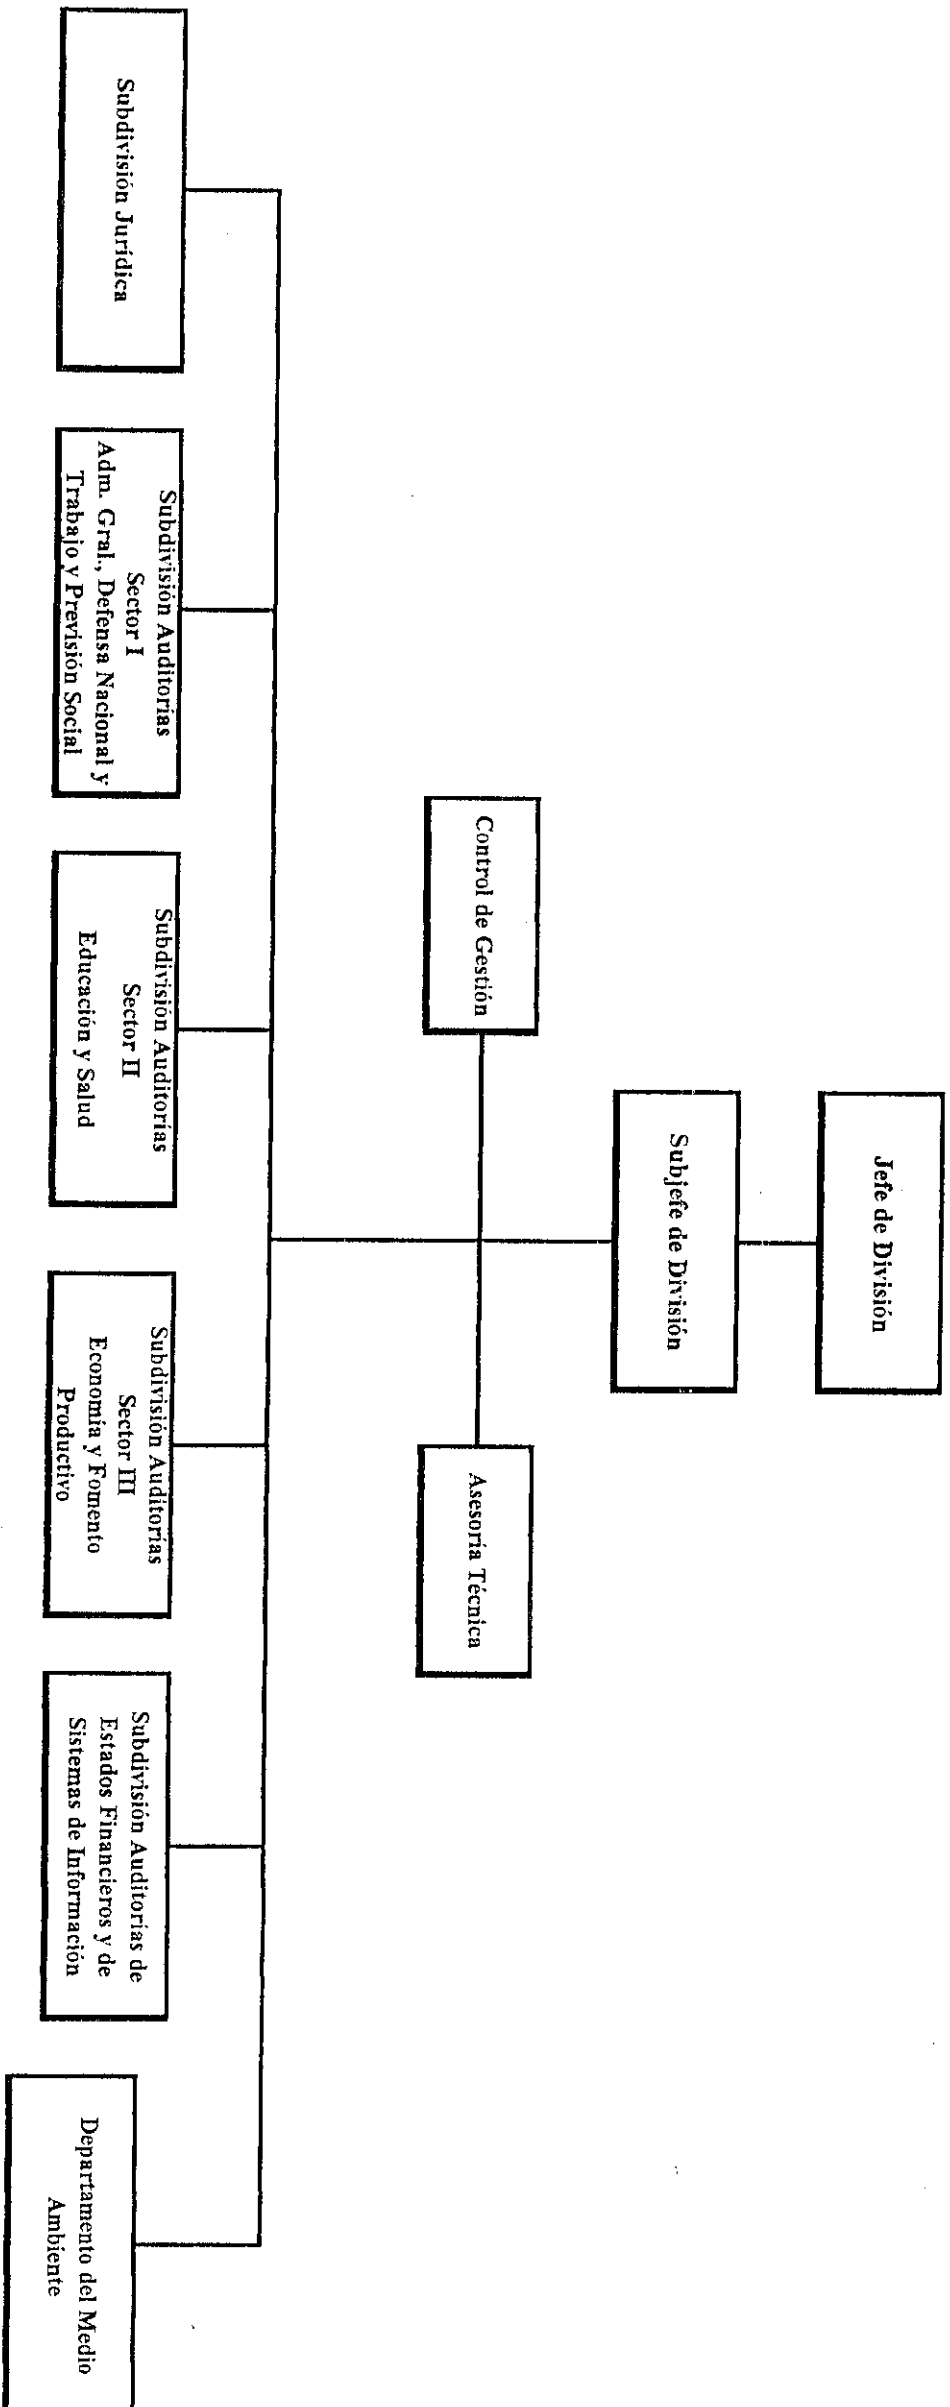 Jefe de División
Subjefe de División
Control de Gestión
Asesoría Técnica
Subdivisión Jurídica
Subdivisión Auditorias
Sector I
Adm. Gral., Defensa Nacional y
Trabajo y Previsión Social
Subdivisión Auditorías
Sector II
Educación y Salud
Subdivisión Auditorías
Sector III
Economía y Fomento
Productivo
Subdivisión Auditorías de
Estados Financieros y de
Sistemas de Información
Departamento del Medio
Ambiente